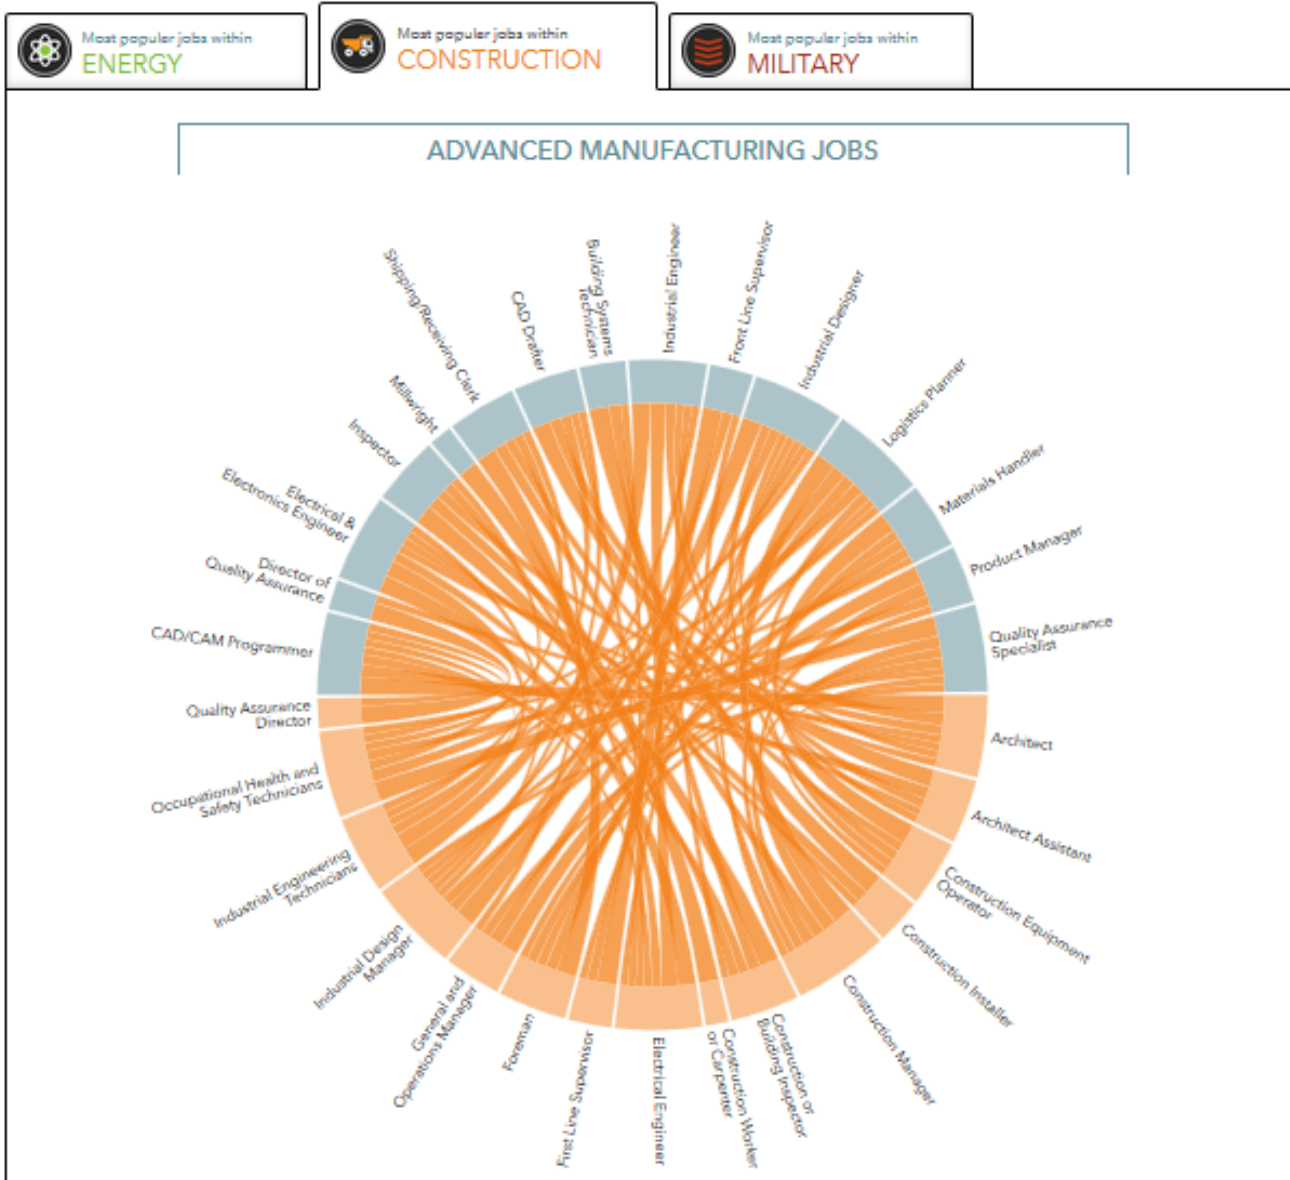 Most populer jobs within
ENERGY
Most populer jobs within
CONSTRUCTION
Most populer jobs within
MILITARY
ADVANCED MANUFACTURING JOBS
CAD/CAM Programmer
Director of
Quality Assurance
Electrical &
Electronics Engineer
Inspector
Millwright
Shipping/Receiving Clerk
CAD Drafter
Building Systems
Technician
Industrial Engineer
Front Line Supervisor
Industrial Designer
Logistics Planner
Materials Handler
Product Manager
Quality Assurance
Specialist
Architect
Architect Assistant
Construction Equipment
Operator
Construction Installer
Construction Manager
Construction or
Building Inspector
Construction Worker
or Carpenter
Electrical Engineer
First Line Supervisor
Foreman
General and
Operations Manager
Industrial Design
Manager
Industrial Engineering
Technicians
Occupational Health and
Safety Technicians
Quality Assurance
Director